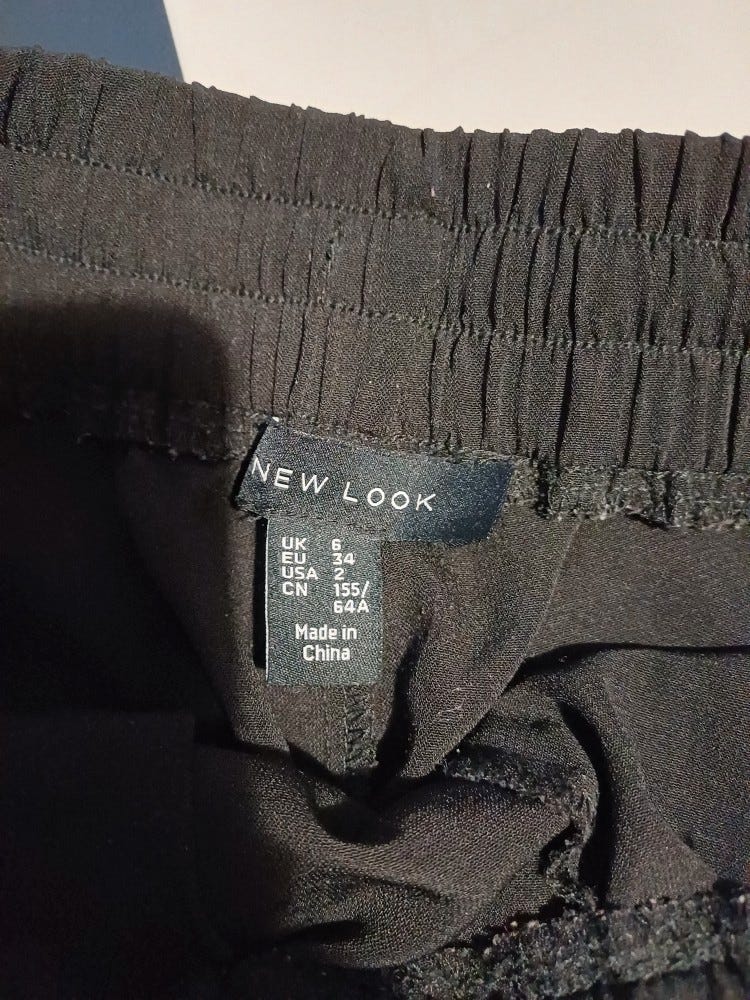 NEW LOOK
UK 6
EU 34
USA 2
CN 155/
64A
Made in
China